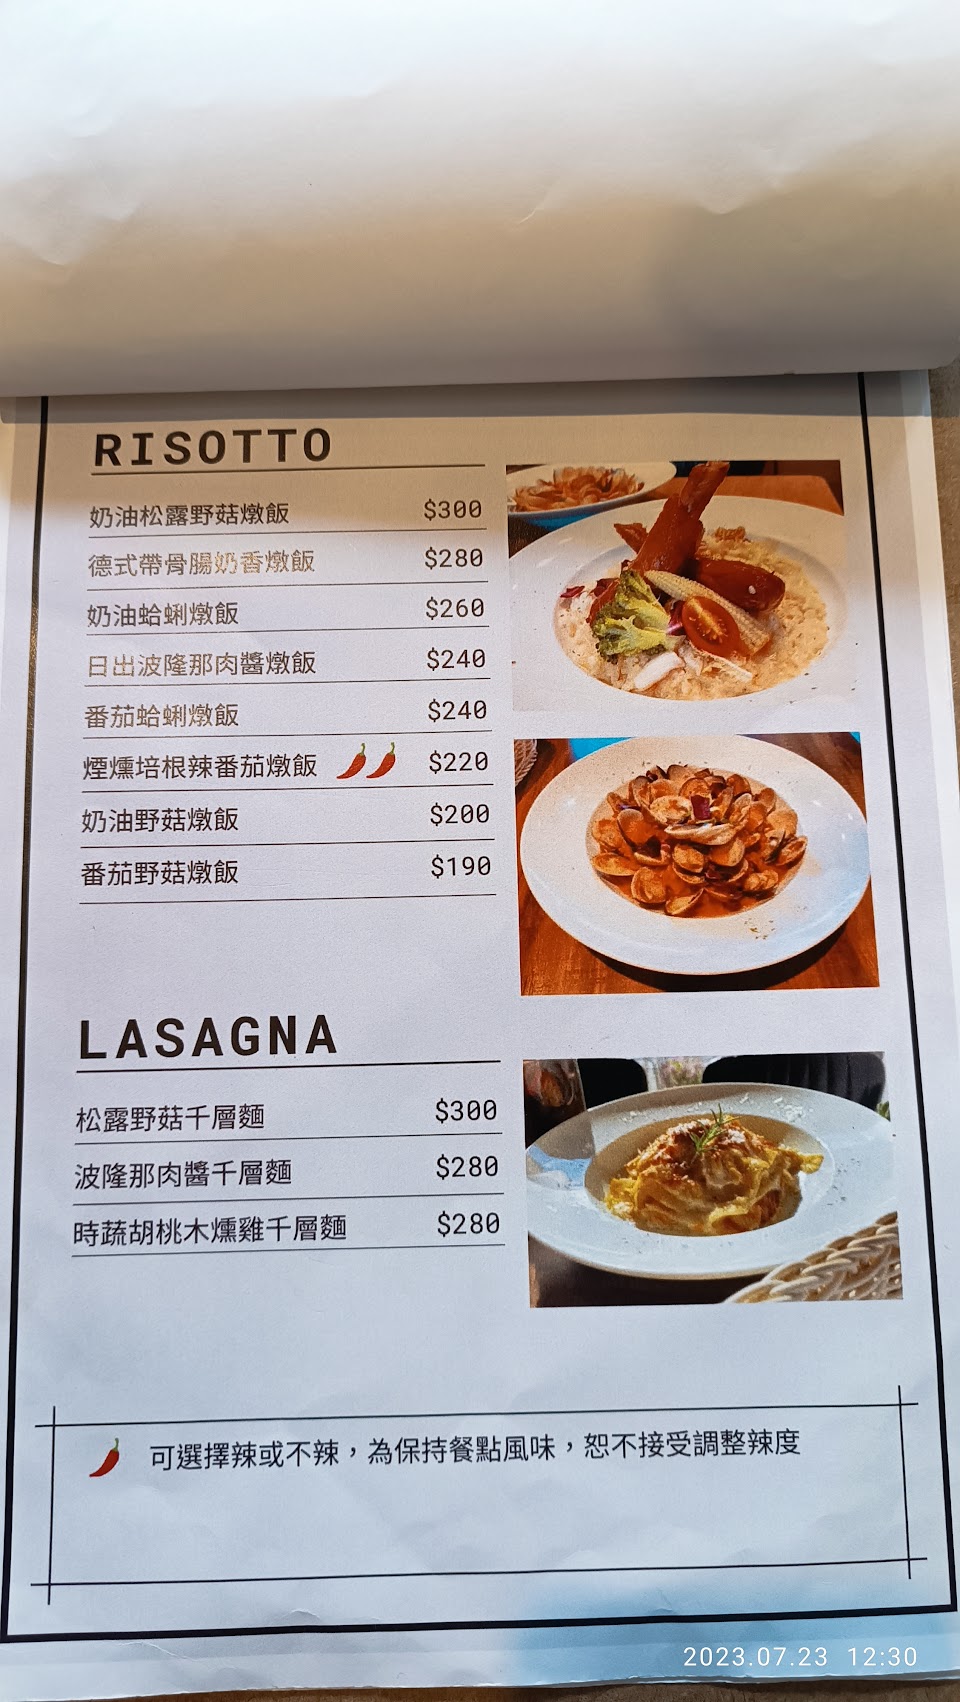 RISOTTO
奶油松露野菇燉飯 $300
德式帶骨腸奶香燉飯 $280
奶油蛤蜊燉飯 $260
日出波隆那肉醬燉飯 $240
番茄蛤蜊燉飯 $240
煙燻培根辣番茄燉飯 $220
奶油野菇燉飯 $200
番茄野菇燉飯 $190
LASAGNA
松露野菇千層麵 $300
波隆那肉醬千層麵 $280
時蔬胡桃木燻雞千層麵 $280
可選擇辣或不辣，為保持餐點風味，恕不接受調整辣度
2023.07.23 12:30